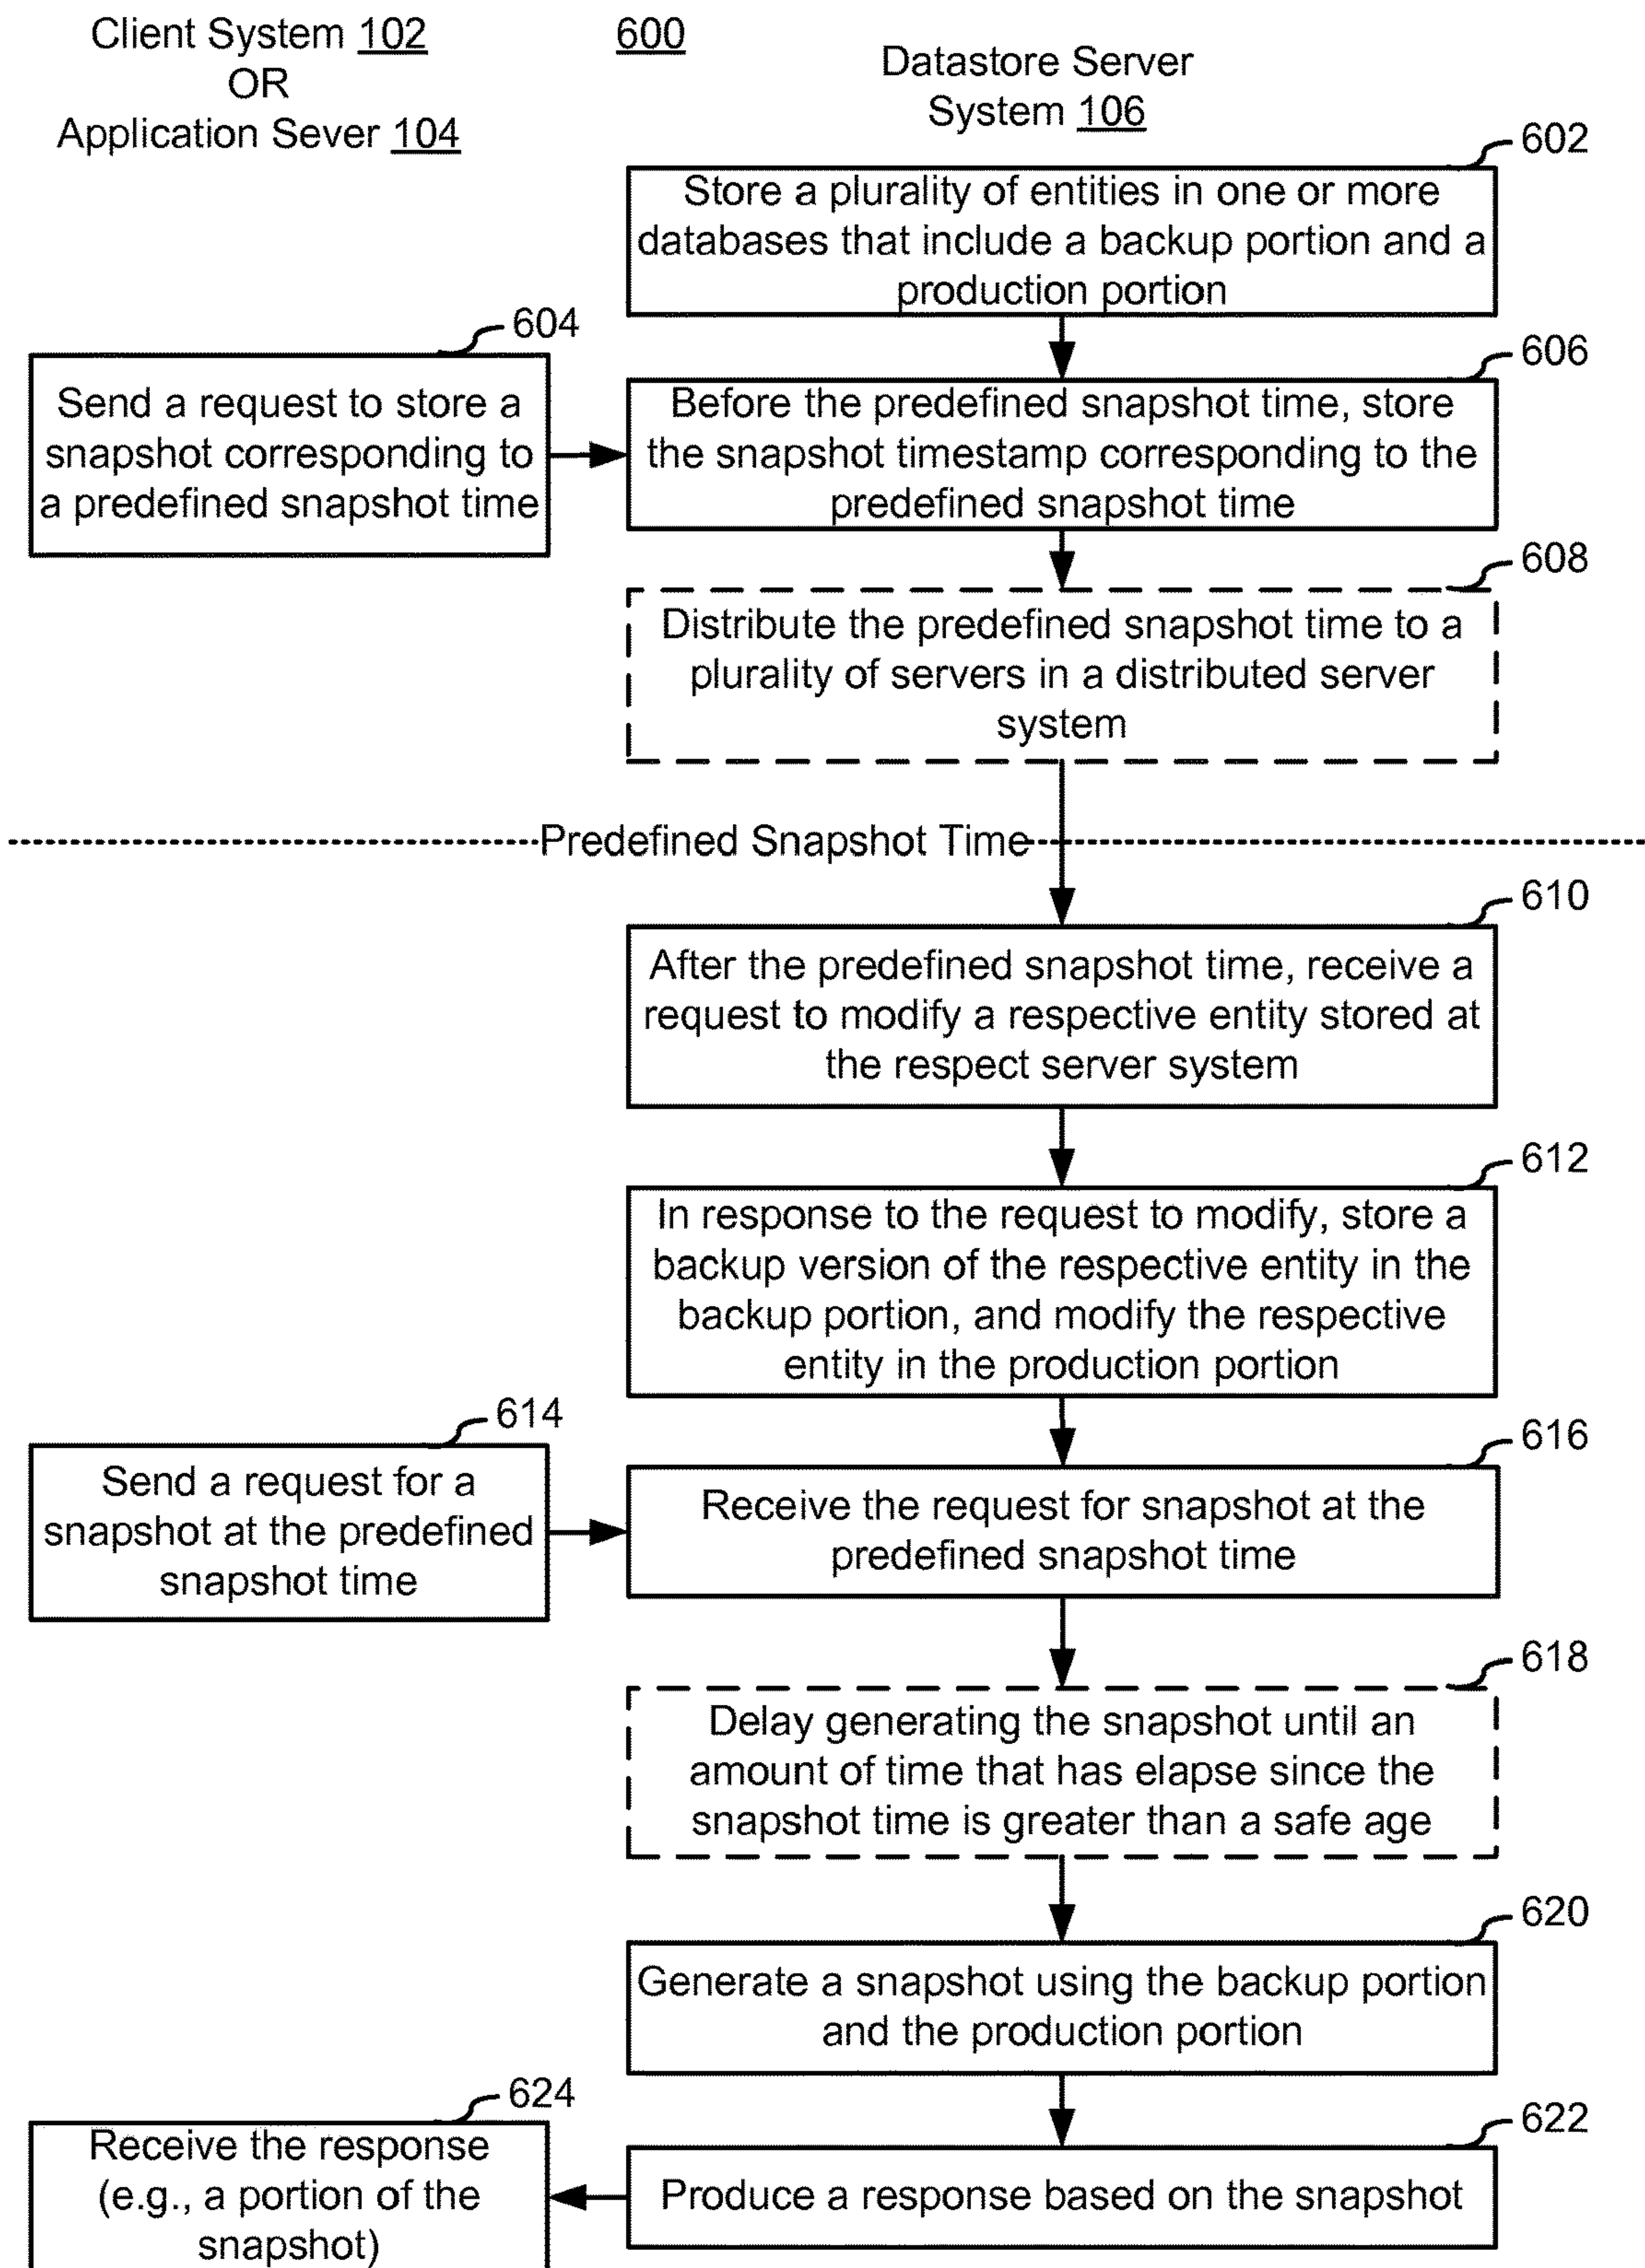 Client System 102
OR
Application Sever 104
600
Datastore Server
System 106
602
Store a plurality of entities in one or more
databases that include a backup portion and a
production portion
604
Send a request to store a
snapshot corresponding to
a predefined snapshot time
606
Before the predefined snapshot time, store
the snapshot timestamp corresponding to the
predefined snapshot time
608
Distribute the predefined snapshot time to a
plurality of servers in a distributed server
system
Predefined Snapshot Time
610
After the predefined snapshot time, receive a
request to modify a respective entity stored at
the respect server system
612
In response to the request to modify, store a
backup version of the respective entity in the
backup portion, and modify the respective
entity in the production portion
614
Send a request for a
snapshot at the predefined
snapshot time
616
Receive the request for snapshot at the
predefined snapshot time
618
Delay generating the snapshot until an
amount of time that has elapse since the
snapshot time is greater than a safe age
620
Generate a snapshot using the backup portion
and the production portion
624
Receive the response
(e.g., a portion of the
snapshot)
622
Produce a response based on the snapshot